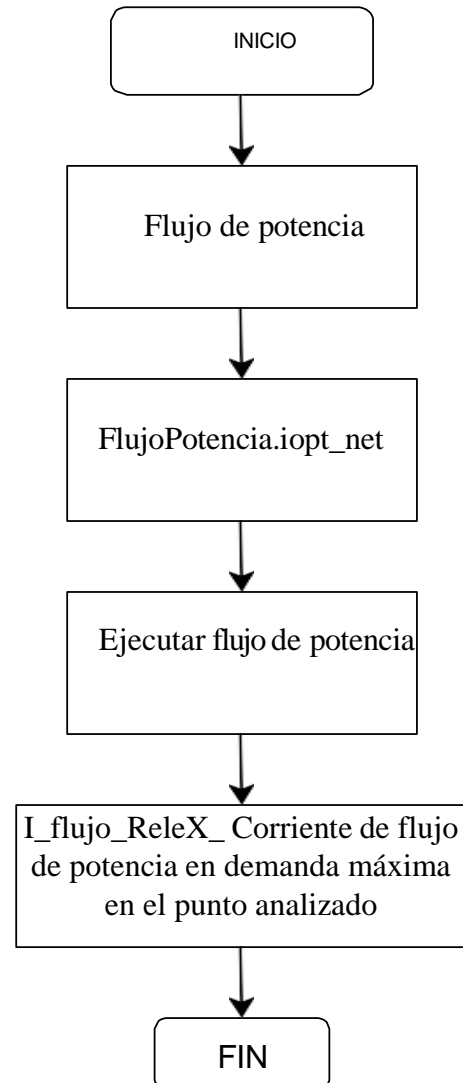 INICIO
Flujo de potencia
FlujoPotencia.iopt_net
Ejecutar flujo de potencia
I_flujo_ReleX_ Corriente de flujo
de potencia en demanda máxima
en el punto analizado
FIN